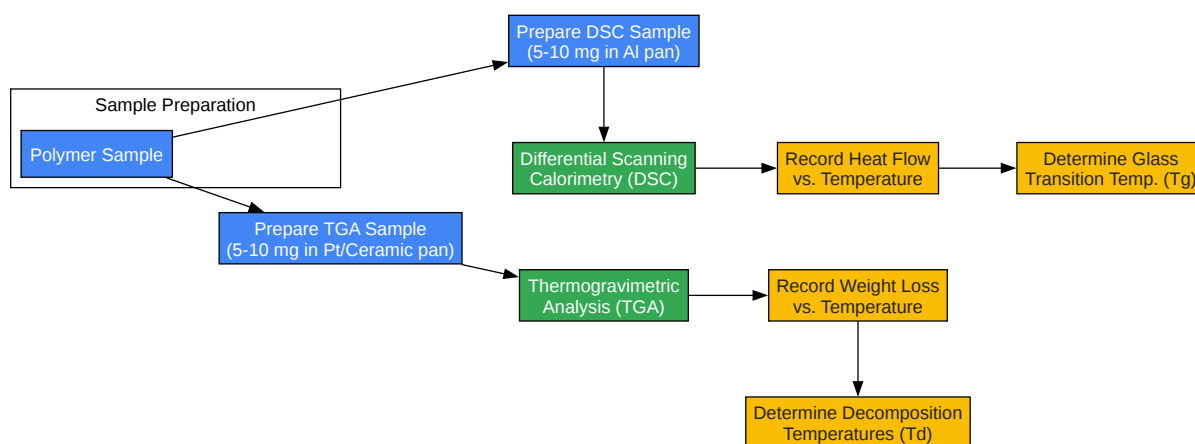 Prepare DSC Sample
(5-10 mg in Al pan)
Sample Preparation
Polymer Sample
Differential Scanning
Calorimetry (DSC)
Record Heat Flow
vs. Temperature
Determine Glass
Transition Temp. (Tg)
Prepare TGA Sample
(5-10 mg in Pt/Ceramic pan)
Thermogravimetric
Analysis (TGA)
Record Weight Loss
vs. Temperature
Determine Decomposition
Temperatures (Td)